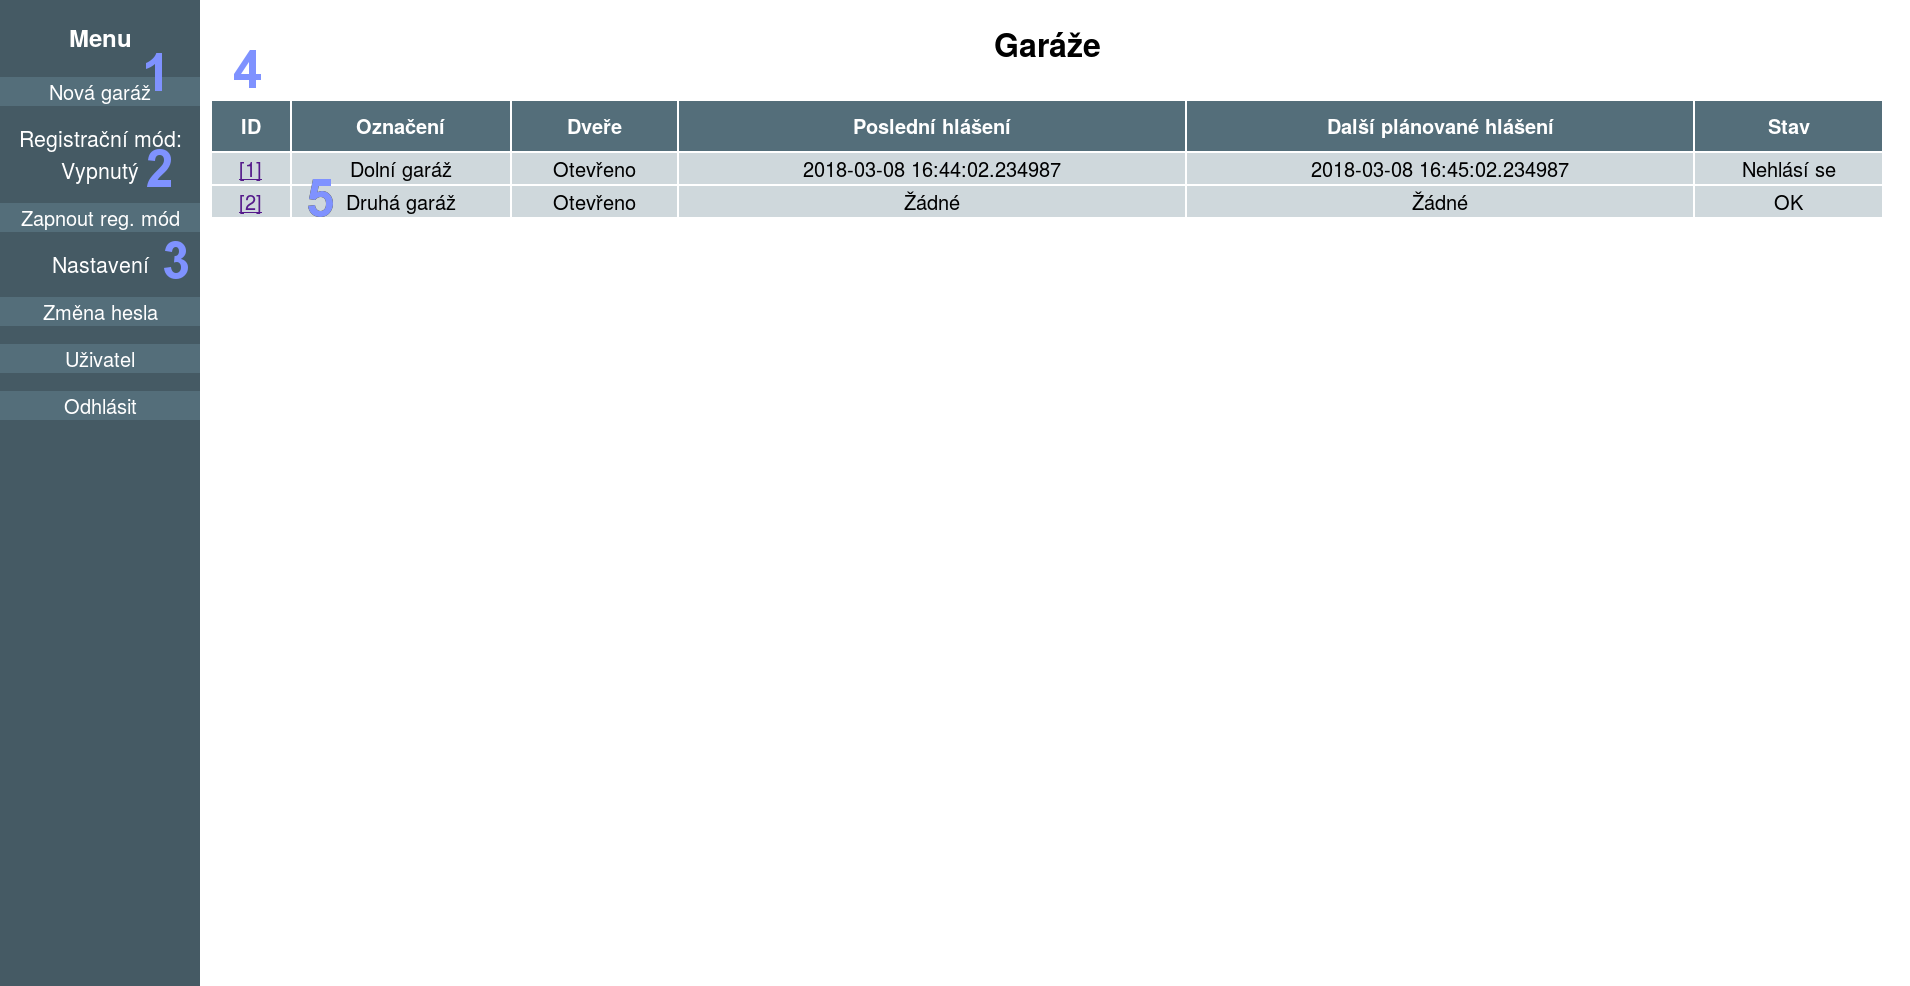 Menu
1
Nová garáž
Registrační mód:
Vypnutý 2
Zapnout reg. mód
Nastavení 3
Změna hesla
Uživatel
Odhlásit
Garáže
4
ID Označení Dveře Poslední hlášení Další plánované hlášení Stav
[1] Dolní garáž Otevřeno 2018-03-08 16:44:02.234987 2018-03-08 16:45:02.234987 Nehlásí se
[2] 5 Druhá garáž Otevřeno Žádné Žádné OK